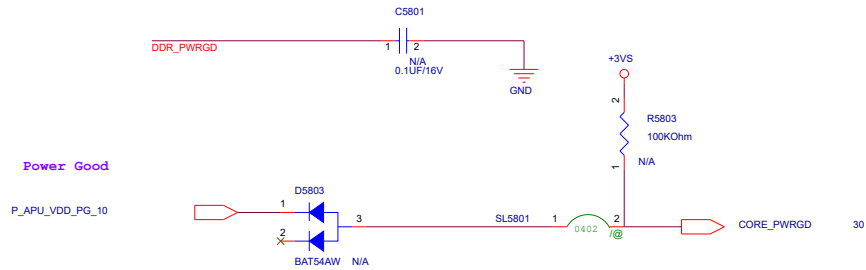 C5801
DDR_PWRGD
1 2
N/A
0.1UF/16V
GND
+3VS
2
R5803
100KOhm
1
N/A
Power Good
P_APU_VDD_PG_10
D5803
1
2
3
BAT54AW N/A
SL5801
1 2
0402
/@
CORE_PWRGD 30